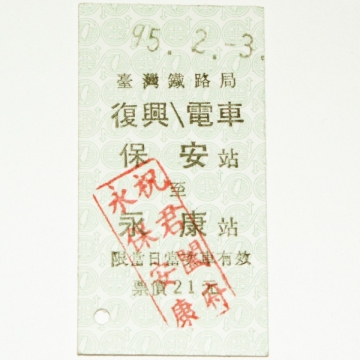 95. 2. -3.
臺灣鐵路局
復興\電車
保 安 站
至
永 康 站
限當日當次車有效
票價21元
祝君闔府
永保安康